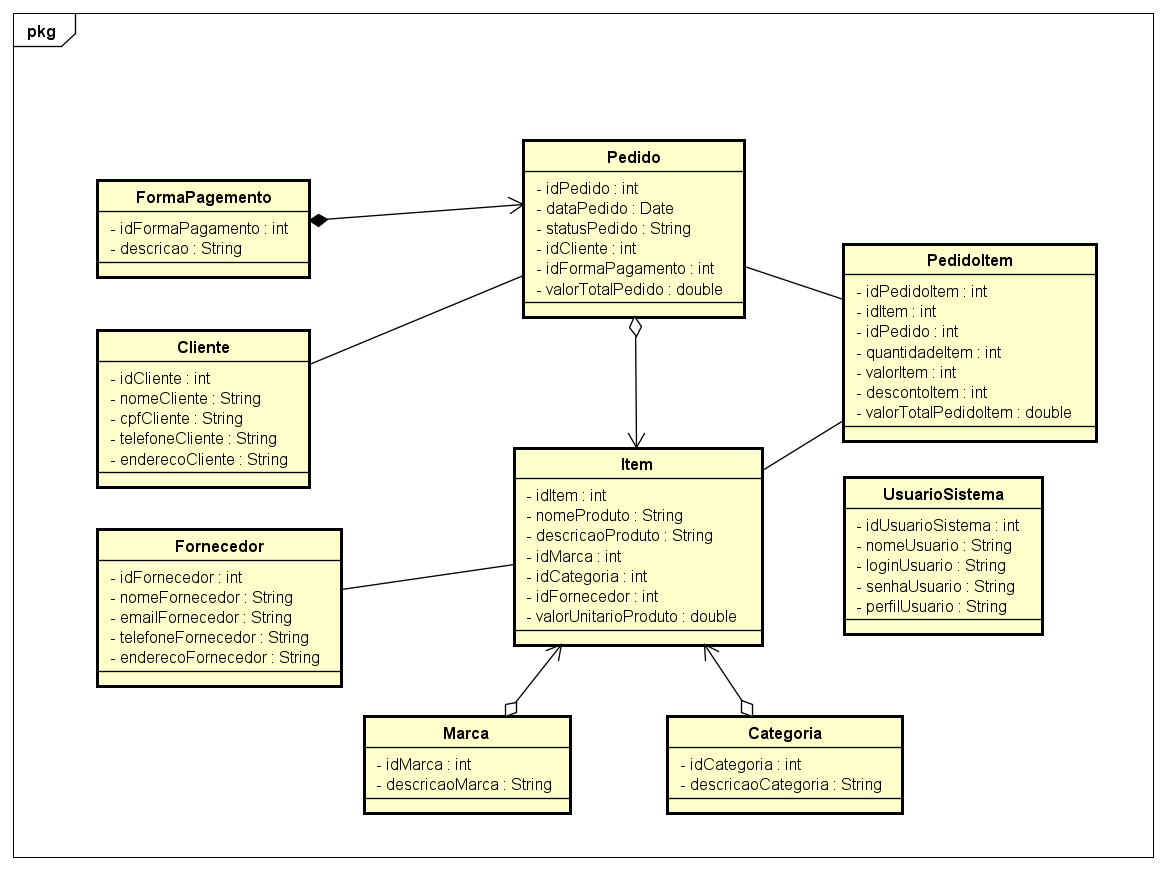 pkg
Pedido
- idPedido : int
- dataPedido : Date
- statusPedido : String
- idCliente : int
- idFormaPagamento : int
- valorTotalPedido : double
FormaPagemento
- idFormaPagamento : int
- descricao : String
PedidoItem
- idPedidoItem : int
- idItem : int
- idPedido : int
- quantidadeItem : int
- valorItem : int
- descontoItem : int
- valorTotalPedidoItem : double
Cliente
- idCliente : int
- nomeCliente : String
- cpfCliente : String
- telefoneCliente : String
- enderecoCliente : String
Item
- idItem : int
- nomeProduto : String
- descricaoProduto : String
- idMarca : int
- idCategoria : int
- idFornecedor : int
- valorUnitarioProduto : double
UsuarioSistema
- idUsuarioSistema : int
- nomeUsuario : String
- loginUsuario : String
- senhaUsuario : String
- perfilUsuario : String
Fornecedor
- idFornecedor : int
- nomeFornecedor : String
- emailFornecedor : String
- telefoneFornecedor : String
- enderecoFornecedor : String
Marca
- idMarca : int
- descricaoMarca : String
Categoria
- idCategoria : int
- descricaoCategoria : String